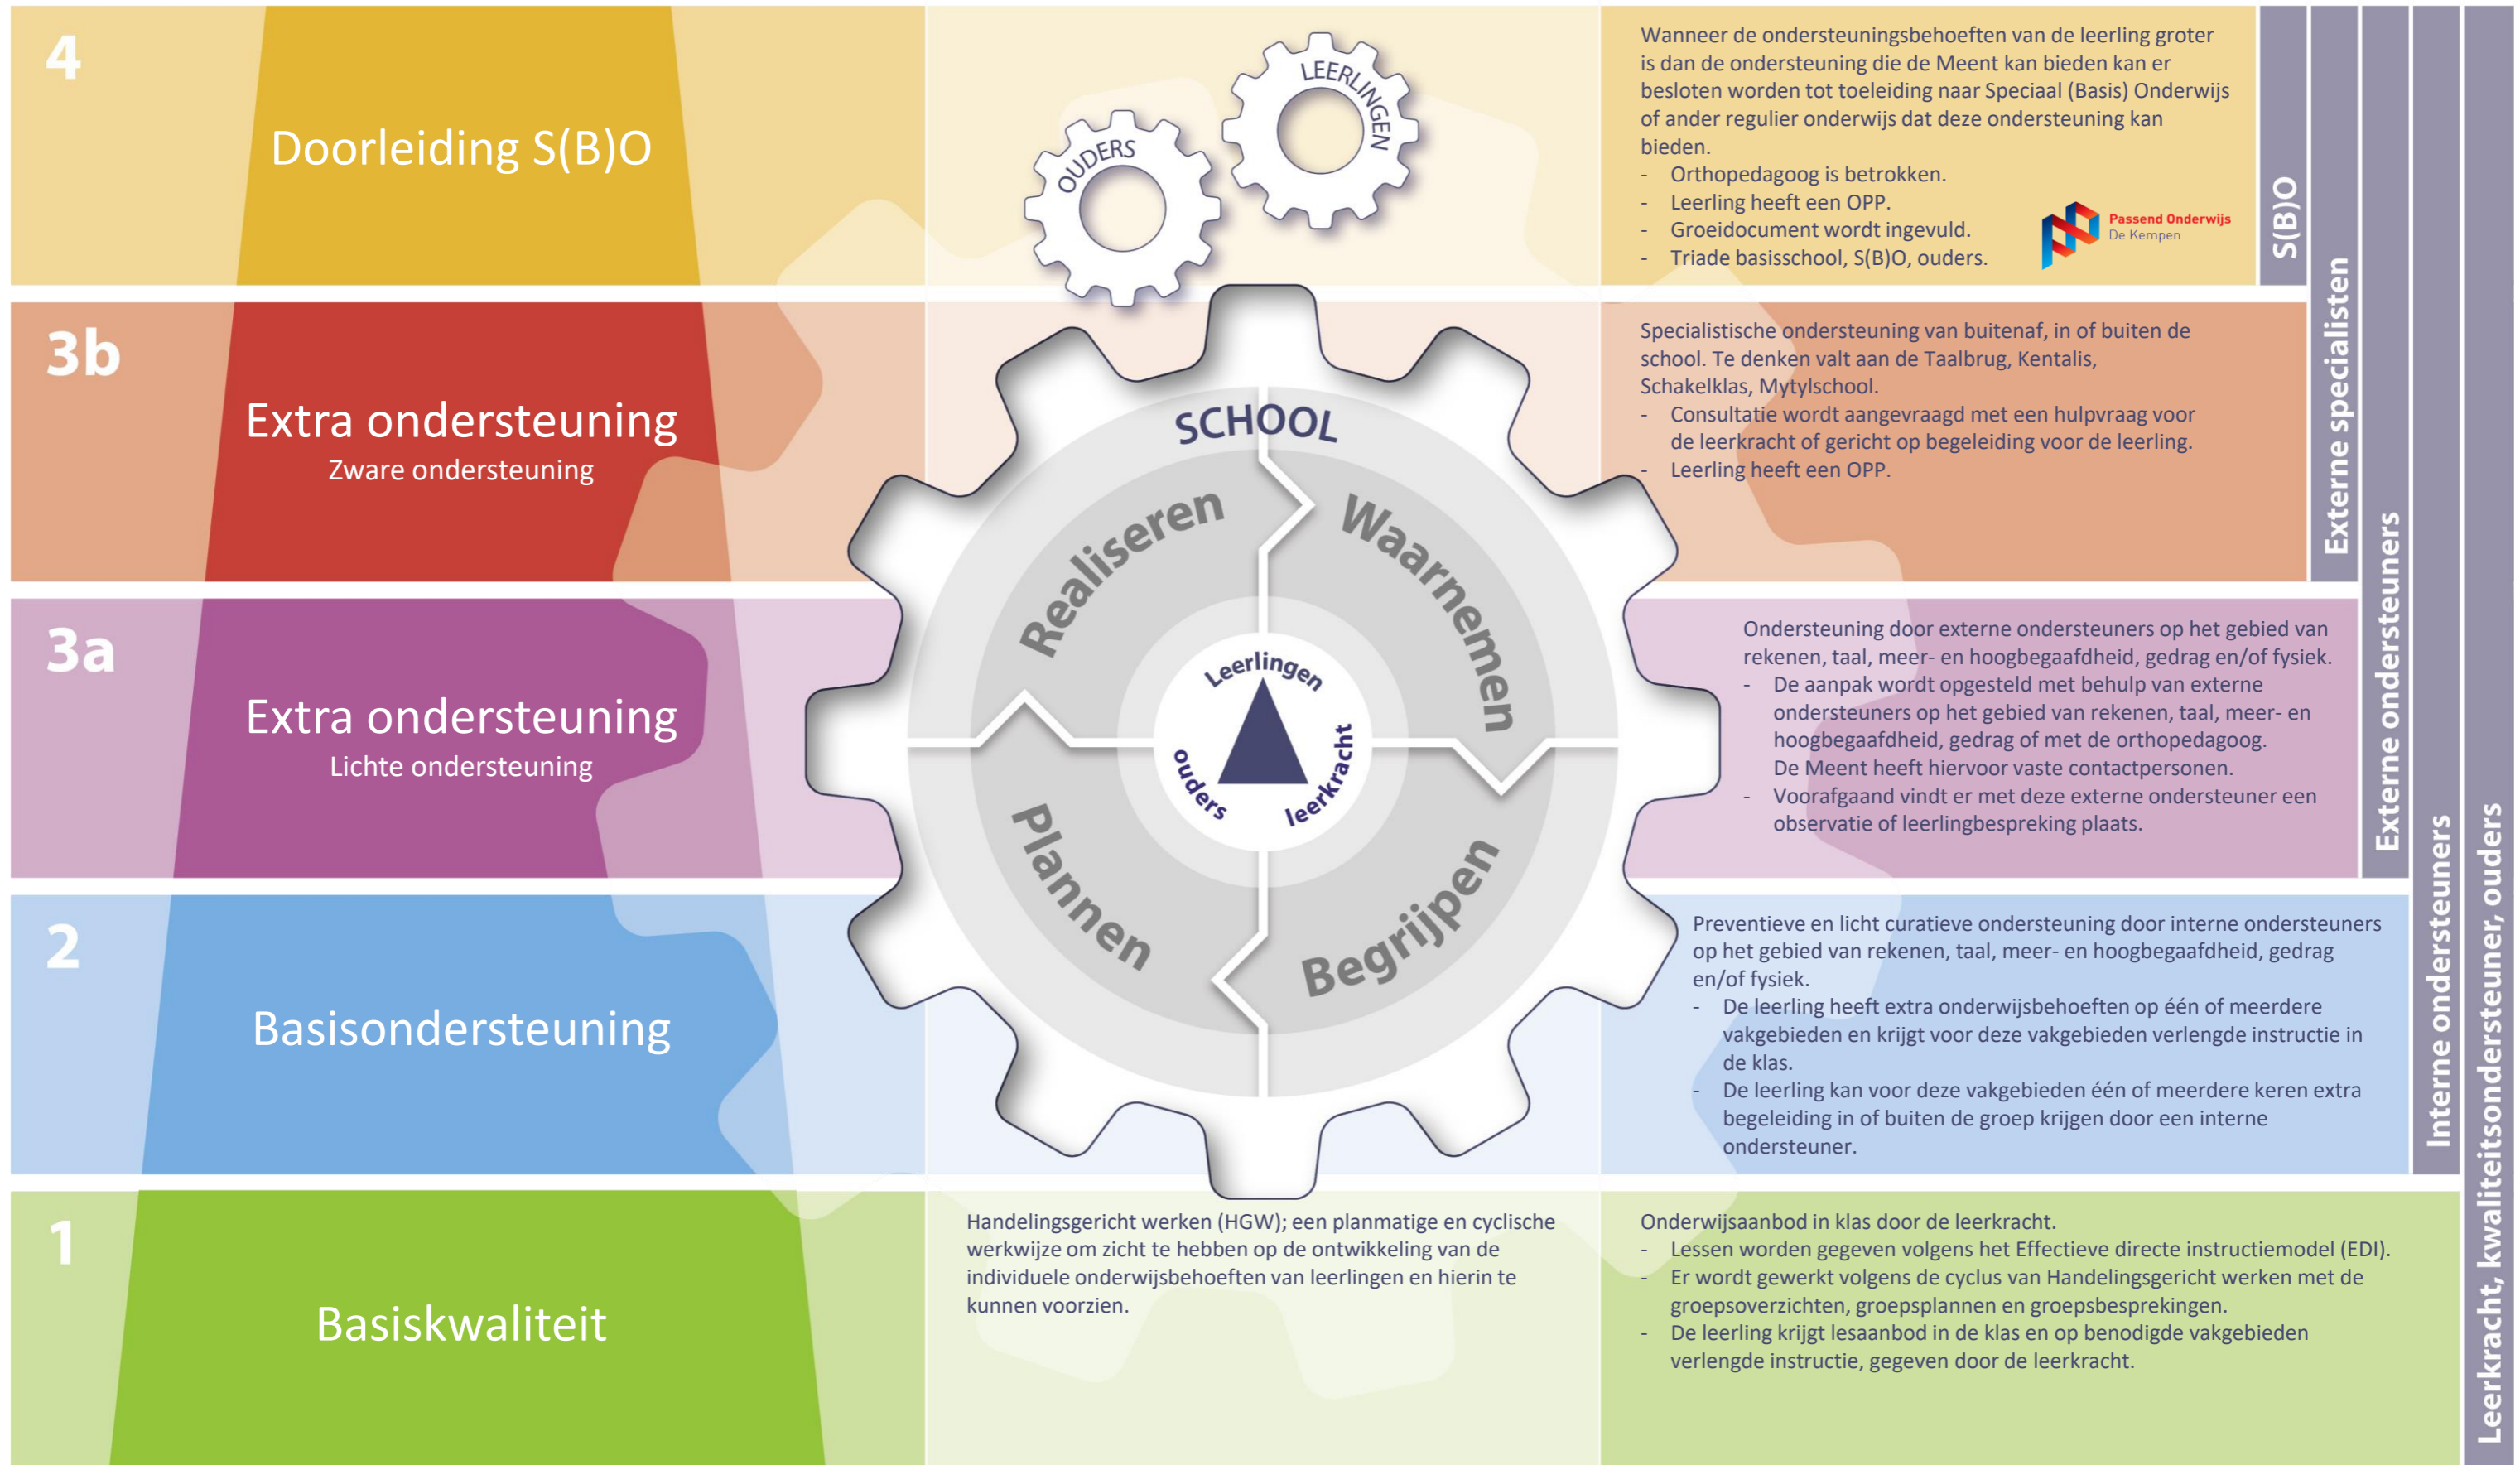 4
Doorleiding S(B)O
OUDERS
LEERLINGEN
Wanneer de ondersteuningsbehoeften van de leerling groter
is dan de ondersteuning die de Meent kan bieden kan er
besloten worden tot toeleiding naar Speciaal (Basis) Onderwijs
of ander regulier onderwijs dat deze ondersteuning kan
bieden.
- Orthopedagoog is betrokken.
- Leerling heeft een OPP.
- Groeidocument wordt ingevuld.
- Triade basisschool, S(B)O, ouders.
Passend Onderwijs
De Kempen
S(B)O
3b
Extra ondersteuning
Zware ondersteuning
Specialistische ondersteuning van buitenaf, in of buiten de
school. Te denken valt aan de Taalbrug, Kentalis,
Schakelklas, Mytylschool.
- Consultatie wordt aangevraagd met een hulpvraag voor
de leerkracht of gericht op begeleiding voor de leerling.
- Leerling heeft een OPP.
Externe specialisten
SCHOOL
Realiseren
Waarnemen
Leerlingen
ouders
leerkracht
Plannen
Begrijpen
3a
Extra ondersteuning
Lichte ondersteuning
Ondersteuning door externe ondersteuners op het gebied van
rekenen, taal, meer- en hoogbegaafdheid, gedrag en/of fysiek.
- De aanpak wordt opgesteld met behulp van externe
ondersteuners op het gebied van rekenen, taal, meer- en
hoogbegaafdheid, gedrag of met de orthopedagoog.
De Meent heeft hiervoor vaste contactpersonen.
- Voorafgaand vindt er met deze externe ondersteuner een
observatie of leerlingbespreking plaats.
Externe ondersteuners
2
Basisondersteuning
Preventieve en licht curatieve ondersteuning door interne ondersteuners
op het gebied van rekenen, taal, meer- en hoogbegaafdheid, gedrag
en/of fysiek.
- De leerling heeft extra onderwijsbehoeften op één of meerdere
vakgebieden en krijgt voor deze vakgebieden verlengde instructie in
de klas.
- De leerling kan voor deze vakgebieden één of meerdere keren extra
begeleiding in of buiten de groep krijgen door een interne
ondersteuner.
Interne ondersteuners
1
Basiskwaliteit
Handelingsgericht werken (HGW); een planmatige en cyclische
werkwijze om zicht te hebben op de ontwikkeling van de
individuele onderwijsbehoeften van leerlingen en hierin te
kunnen voorzien.
Onderwijsaanbod in klas door de leerkracht.
- Lessen worden gegeven volgens het Effectieve directe instructiemodel (EDI).
- Er wordt gewerkt volgens de cyclus van Handelingsgericht werken met de
groepsoverzichten, groepsplannen en groepsbesprekingen.
- De leerling krijgt lesaanbod in de klas en op benodigde vakgebieden
verlengde instructie, gegeven door de leerkracht.
Leerkracht, kwaliteitsondersteuner, ouders